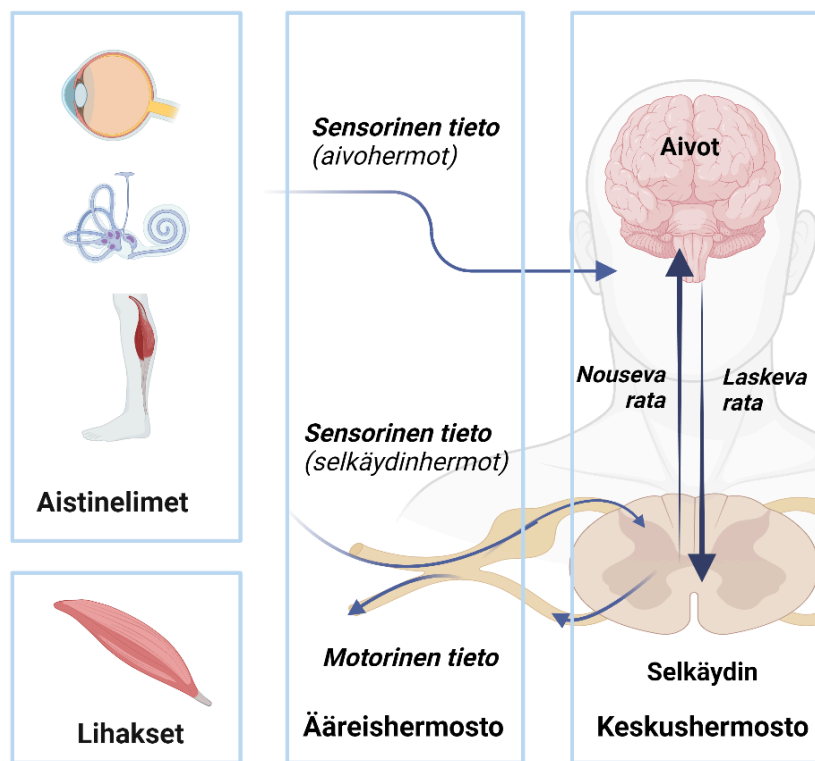 Sensorinen tieto
(aivohermot)
Aivot
Nouseva
rata
Laskeva
rata
Sensorinen tieto
(selkäydinhermot)
Aistinelimet
Motorinen tieto
Selkäydin
Lihakset
Ääreishermosto
Keskushermosto